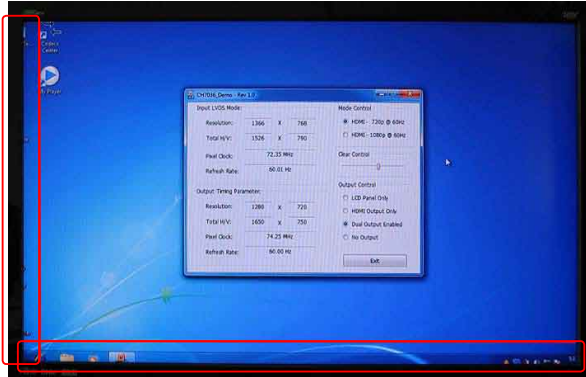 Center
Player
CH7036_Demo - Rev 1.0
Input LVDS Mode:
Resolution: 1366 X 768
Total H/V: 1526 X 790
Pixel Clock: 72.35 MHz
Refresh Rate: 60.01 Hz
Output Timing Parameter:
Resolution: 1280 X 720
Total H/V: 1650 X 750
Pixel Clock: 74.25 MHz
Refresh Rate: 60.00 Hz
Mode Control
HDMI - 720p @ 60Hz
HDMI - 1080p @ 60Hz
Clear Control
Output Control
LCD Panel Only
HDMI Output Only
Dual Output Enabled
No Output
Exit